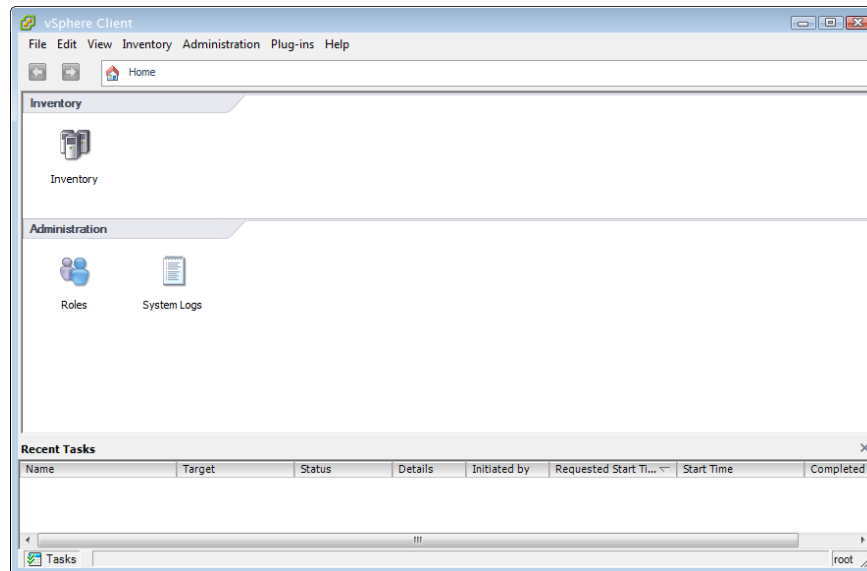 vSphere Client
File Edit View Inventory Administration Plug-ins Help
Home
Inventory
Inventory
Administration
Roles System Logs
Recent Tasks
Name Target Status Details Initiated by Requested Start Ti... Start Time Completed
Tasks root